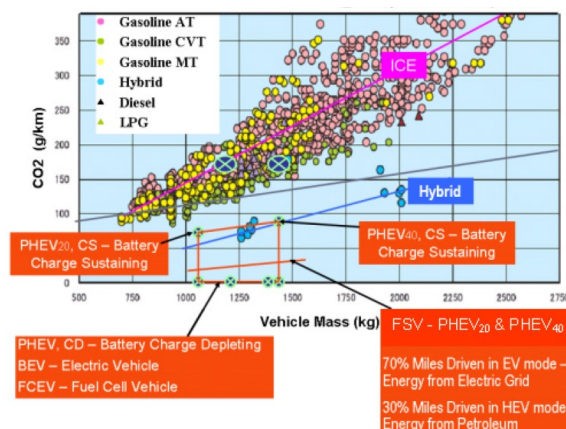 Gasoline AT
Gasoline CVT
Gasoline MT
Hybrid
Diesel
LPG
ICE
CO2 (g/km)
350
300
250
200
150
100
50
0
Hybrid
PHEV20, CS – Battery
Charge Sustaining
PHEV40, CS – Battery
Charge Sustaining
500 750 1000 1250 1500 1750 2000 2250 2500 2750
Vehicle Mass (kg)
PHEV, CD – Battery Charge Depleting
BEV – Electric Vehicle
FCEV – Fuel Cell Vehicle
FSV - PHEV20 & PHEV40
70% Miles Driven in EV mode –
Energy from Electric Grid
30% Miles Driven in HEV mode
Energy from Petroleum